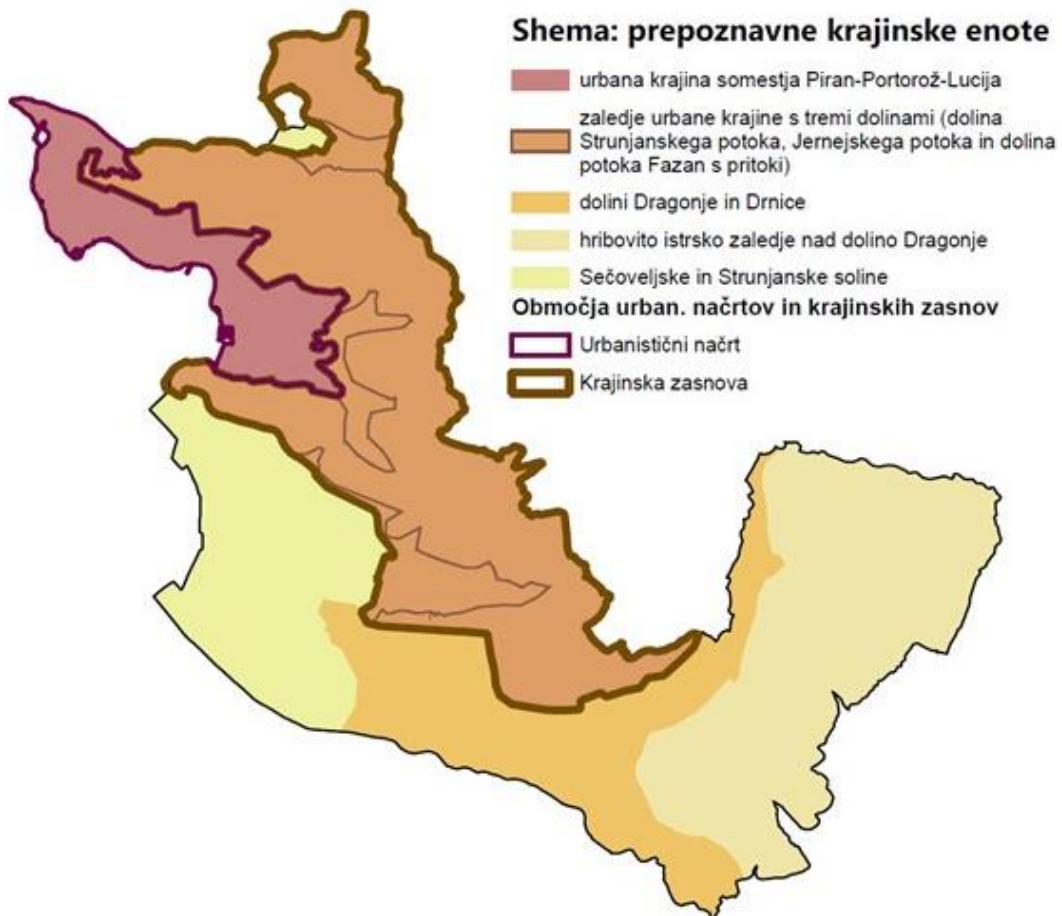 Shema: prepoznavne krajinske enote
urbana krajina somestja Piran-Portorož-Lucija
zaledje urbane krajine s tremi dolinami (dolina
Strunjanskega potoka, Jernejskega potoka in dolina
potoka Fazan s pritoki)
dolini Dragonje in Drnice
hribovito istrsko zaledje nad dolino Dragonje
Sečoveljske in Strunjanske soline
Območja urban. načrtov in krajinskih zasnov
Urbanistični načrt
Krajinska zasnova